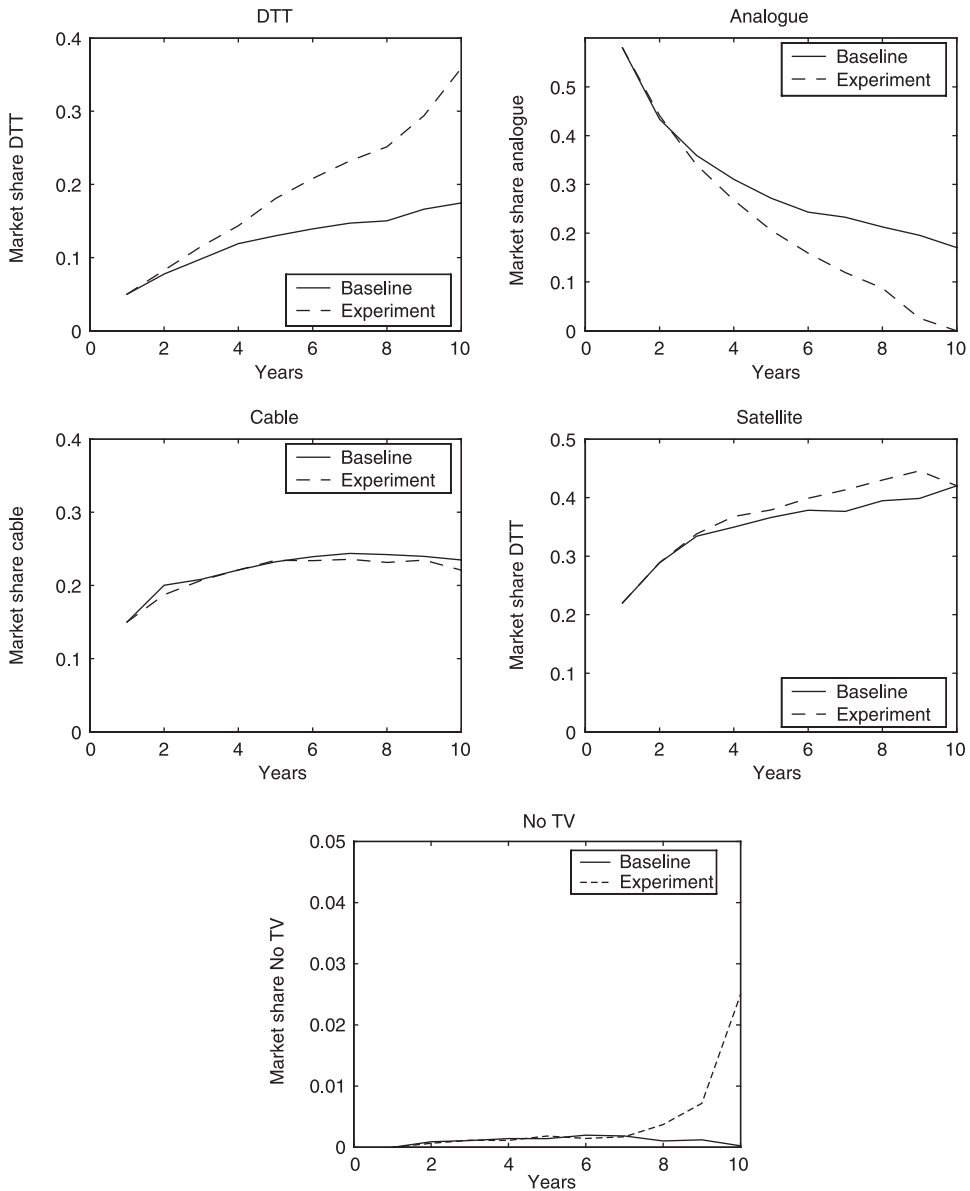 DTT
Market share DTT
0.4
0.3
0.2
0.1
0
Baseline
Experiment
0 2 4 6 8 10
Years
Analogue
Market share analogue
0.5
0.4
0.3
0.2
0.1
0
Baseline
Experiment
0 2 4 6 8 10
Years
Cable
Market share cable
0.4
0.3
0.2
0.1
0
Baseline
Experiment
0 2 4 6 8 10
Years
Satellite
Market share DTT
0.5
0.4
0.3
0.2
0.1
0
Baseline
Experiment
0 2 4 6 8 10
Years
No TV
Market share No TV
0.05
0.04
0.03
0.02
0.01
0
Baseline
Experiment
0 2 4 6 8 10
Years